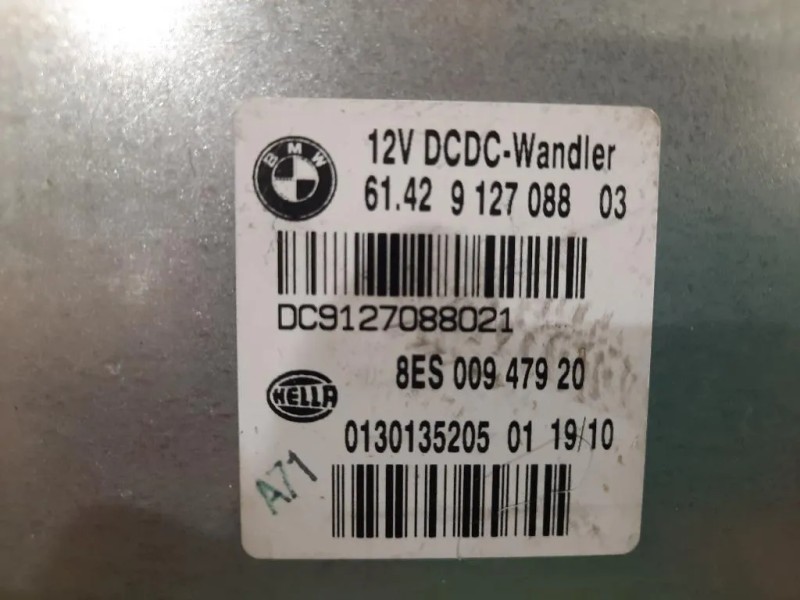 BMW
12V DCDC-Wandler
61.42 9 127 088 03
DC9127088021
8ES 009 479 20
HELLA
0130135205 01 19/10
A71